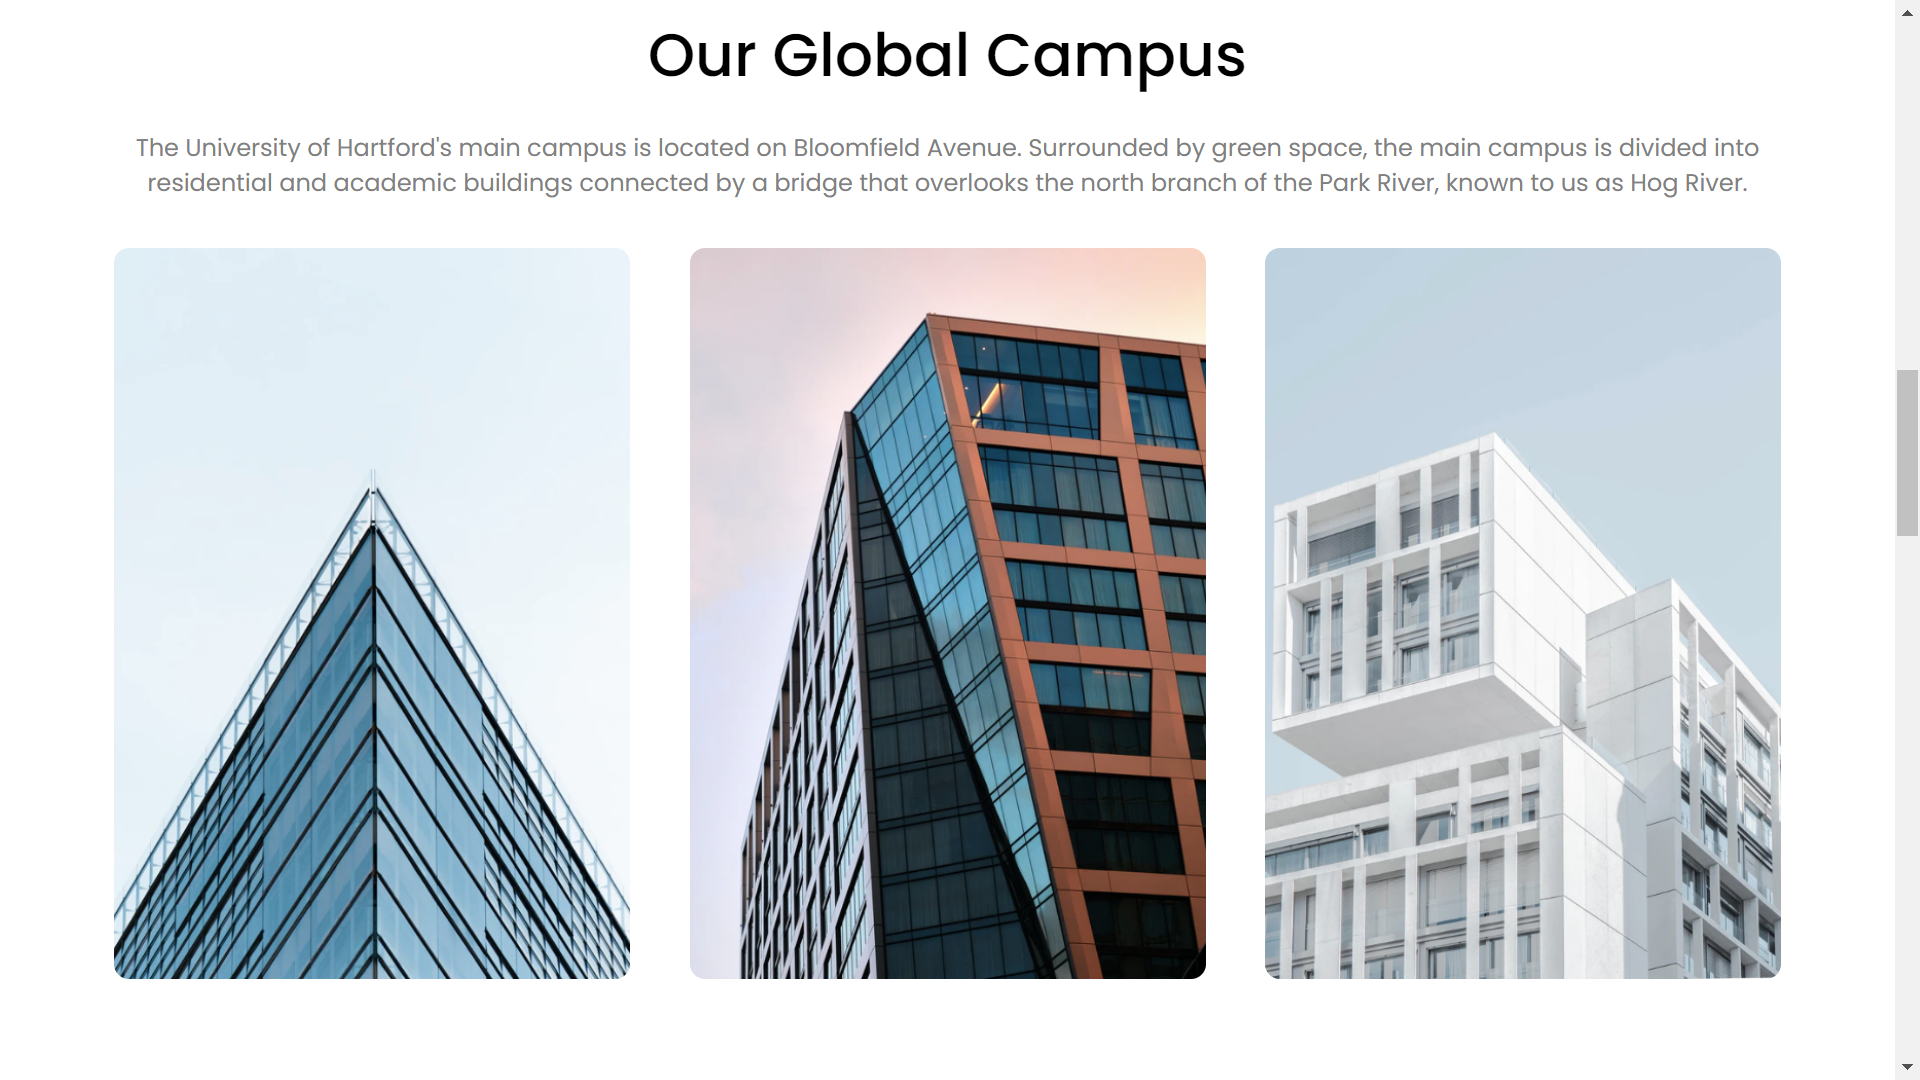 Our Global Campus
The University of Hartford's main campus is located on Bloomfield Avenue. Surrounded by green space, the main campus is divided into
residential and academic buildings connected by a bridge that overlooks the north branch of the Park River, known to us as Hog River.